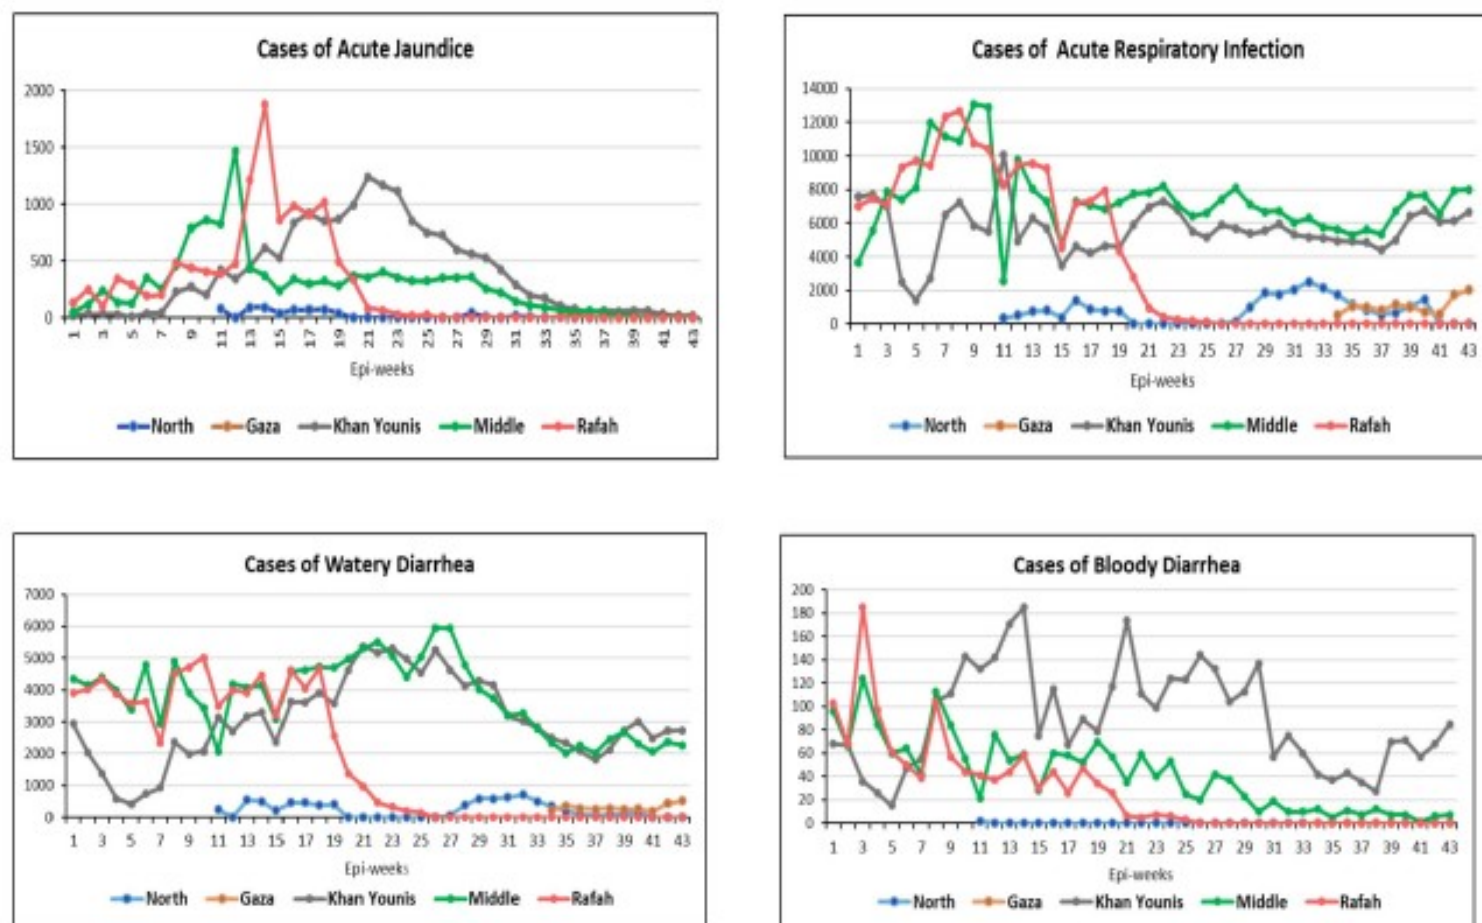 Cases of Acute Jaundice
2000
1500
1000
500
0
1 3 5 7 9 11 13 15 17 19 21 23 25 27 29 31 33 35 37 39 41 43
Epi-weeks
North Gaza Khan Younis Middle Rafah
Cases of Acute Respiratory Infection
14000
12000
10000
8000
6000
4000
2000
0
1 3 5 7 9 11 13 15 17 19 21 23 25 27 29 31 33 35 37 39 41 43
Epi-weeks
North Gaza Khan Younis Middle Rafah
Cases of Watery Diarrhea
7000
6000
5000
4000
3000
2000
1000
0
1 3 5 7 9 11 13 15 17 19 21 23 25 27 29 31 33 35 37 39 41 43
Epi-weeks
North Gaza Khan Younis Middle Rafah
Cases of Bloody Diarrhea
200
180
160
140
120
100
80
60
40
20
0
1 3 5 7 9 11 13 15 17 19 21 23 25 27 29 31 33 35 37 39 41 43
Epi-weeks
North Gaza Khan Younis Middle Rafah